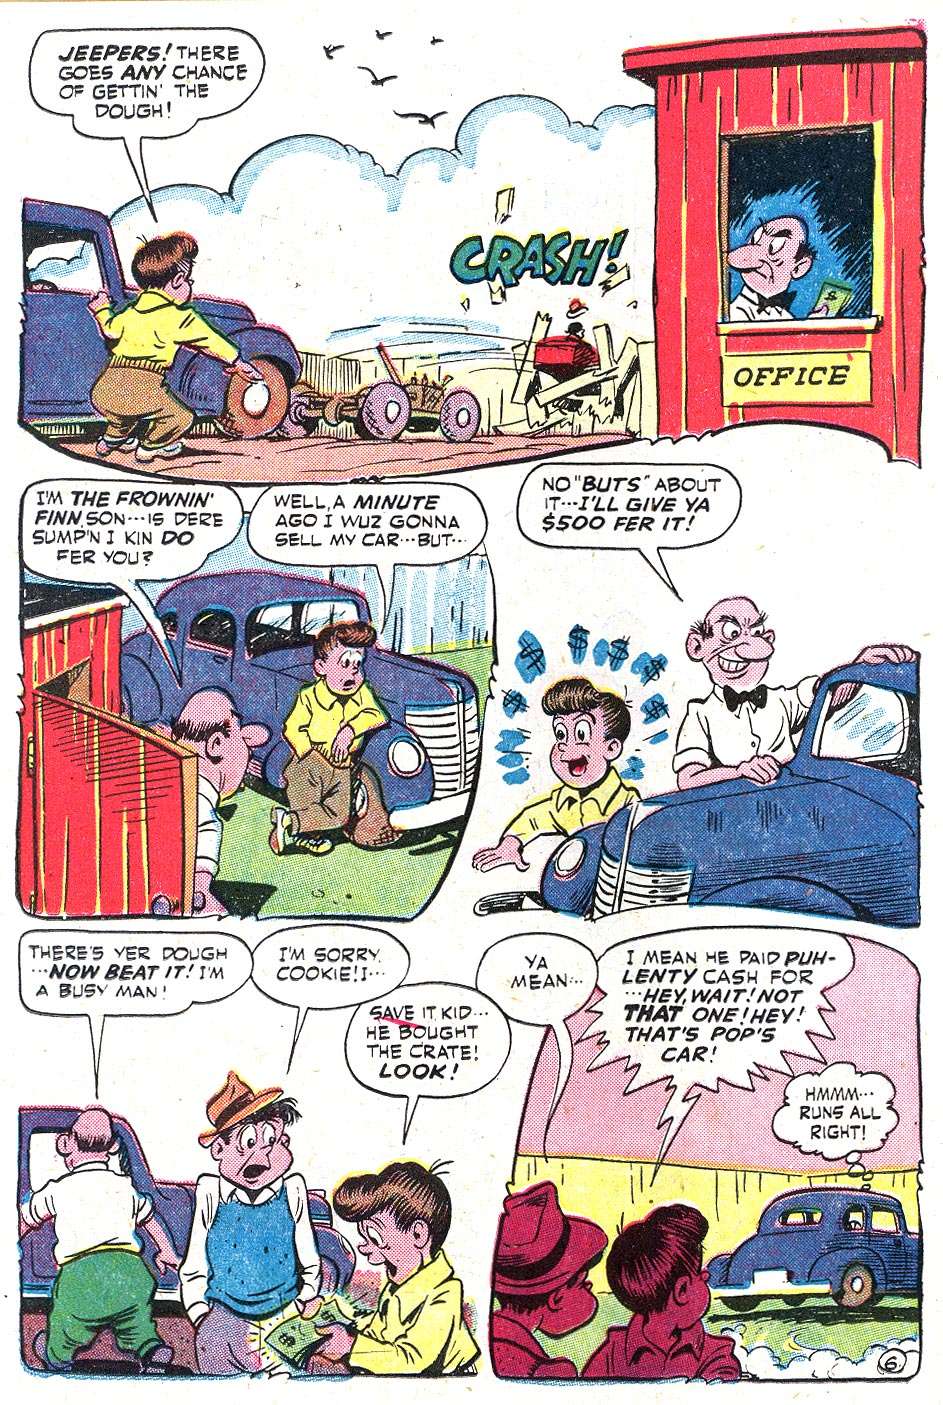 JEEPERS! THERE
GOES ANY CHANCE
OF GETTIN' THE
DOUGH!
CRASH!
$
OFFICE
I'M THE FROWNIN'
FINN, SON---IS DERE
SUMP'N I KIN DO
FER YOU?
WELL, A MINUTE
AGO I WUZ GONNA
SELL MY CAR---BUT---
NO "BUTS" ABOUT
IT---I'LL GIVE YA
$500 FER IT!
$ $ $ $ $ $ $
THERE'S YER DOUGH
---NOW BEAT IT! I'M
A BUSY MAN!
I'M SORRY,
COOKIE! I---
SAVE IT, KID---
HE BOUGHT
THE CRATE!
LOOK!
$
YA
MEAN---
I MEAN HE PAID PUH-
LENTY CASH FOR
---HEY, WAIT! NOT
THAT ONE! HEY!
THAT'S POP'S
CAR!
HMMM---
RUNS ALL
RIGHT!
6